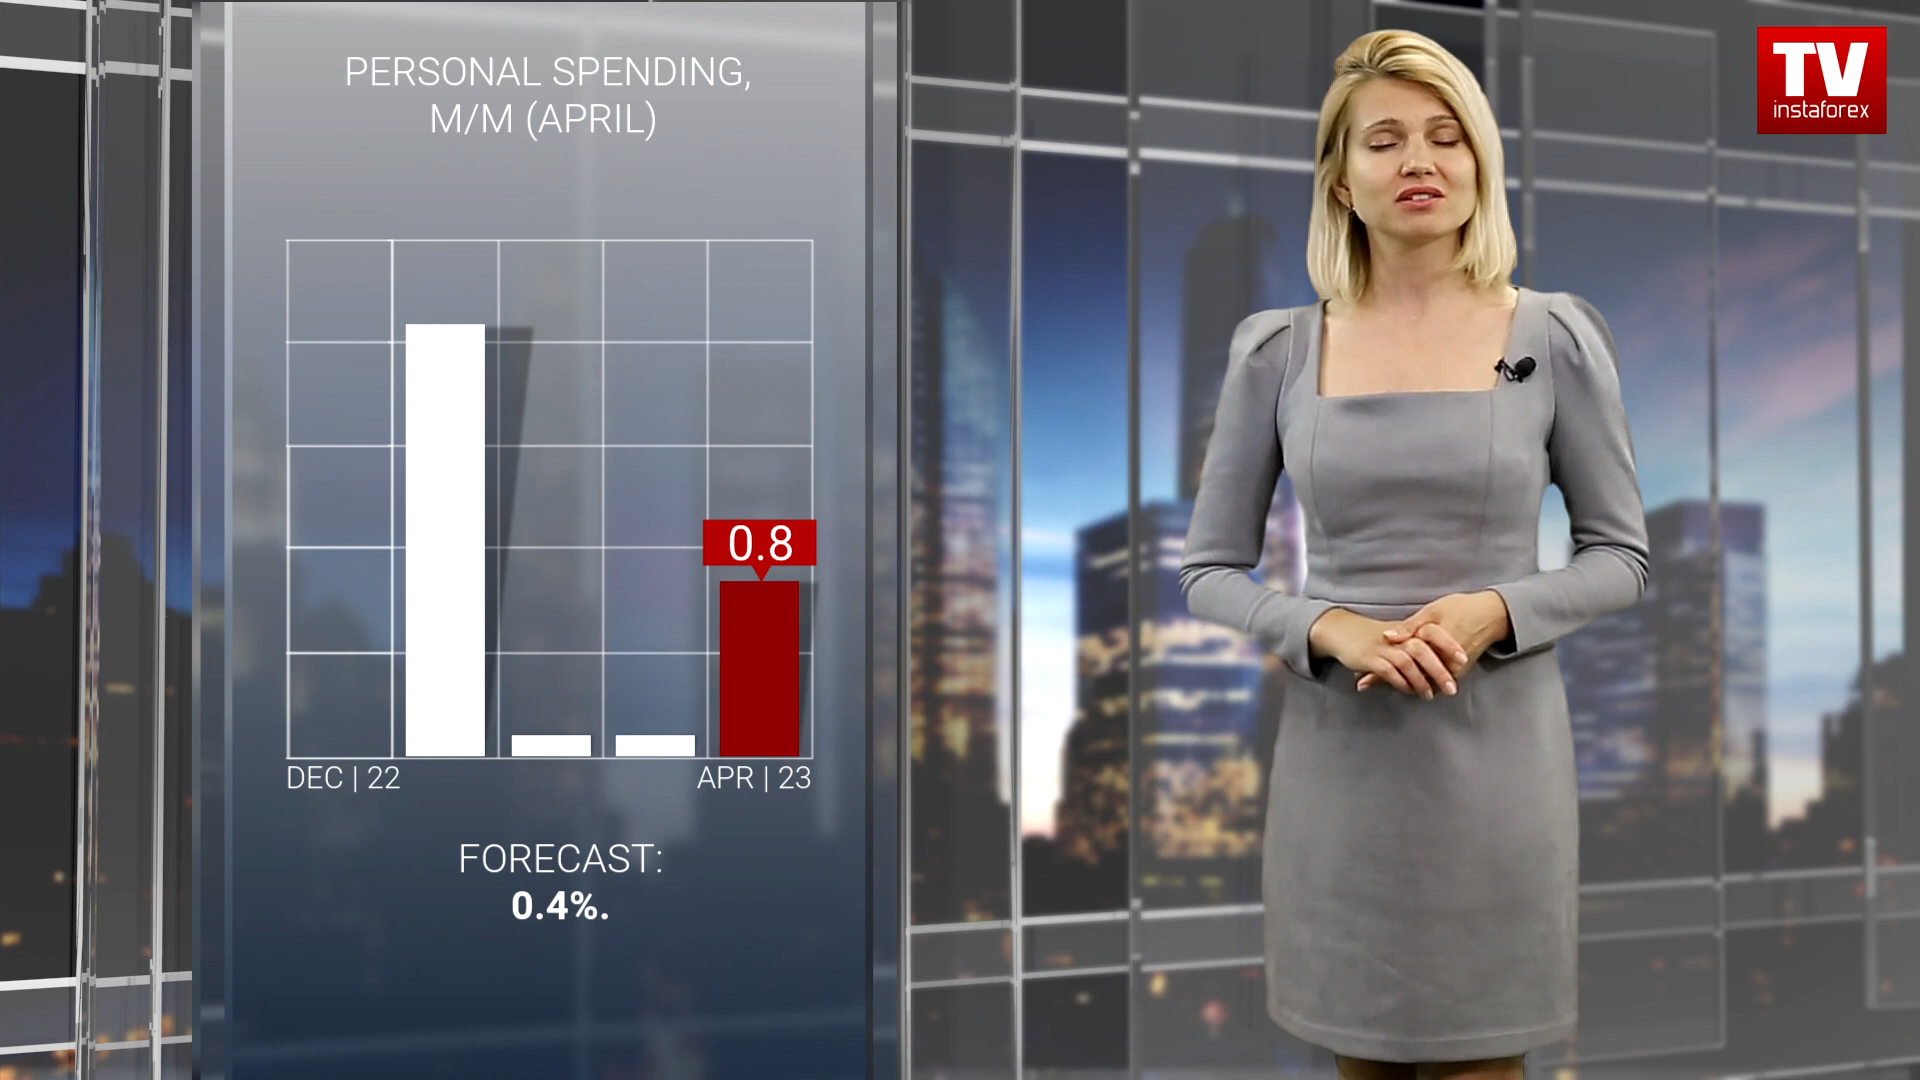 PERSONAL SPENDING,
M/M (APRIL)
0.8
DEC | 22
APR | 23
FORECAST:
0.4%.
TV
instaforex